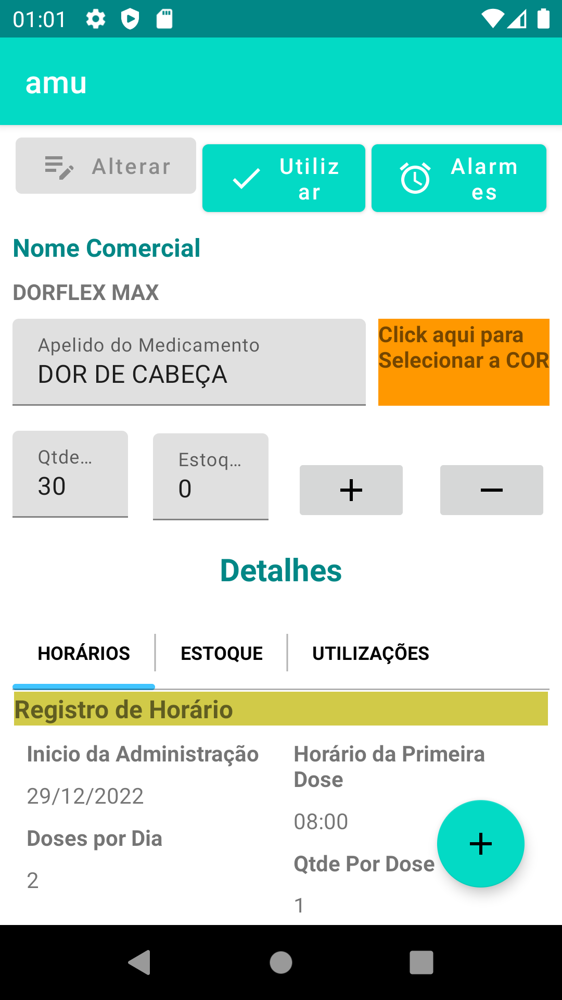 01:01
amu
Alterar
Utiliz
ar
Alarm
es
Nome Comercial
DORFLEX MAX
Apelido do Medicamento
DOR DE CABEÇA
Click aqui para
Selecionar a COR
Qtde...
30
Estoq...
0
Detalhes
HORÁRIOS
ESTOQUE
UTILIZAÇÕES
Registro de Horário
Inicio da Administração
29/12/2022
Doses por Dia
2
Horário da Primeira
Dose
08:00
Qtde Por Dose
1